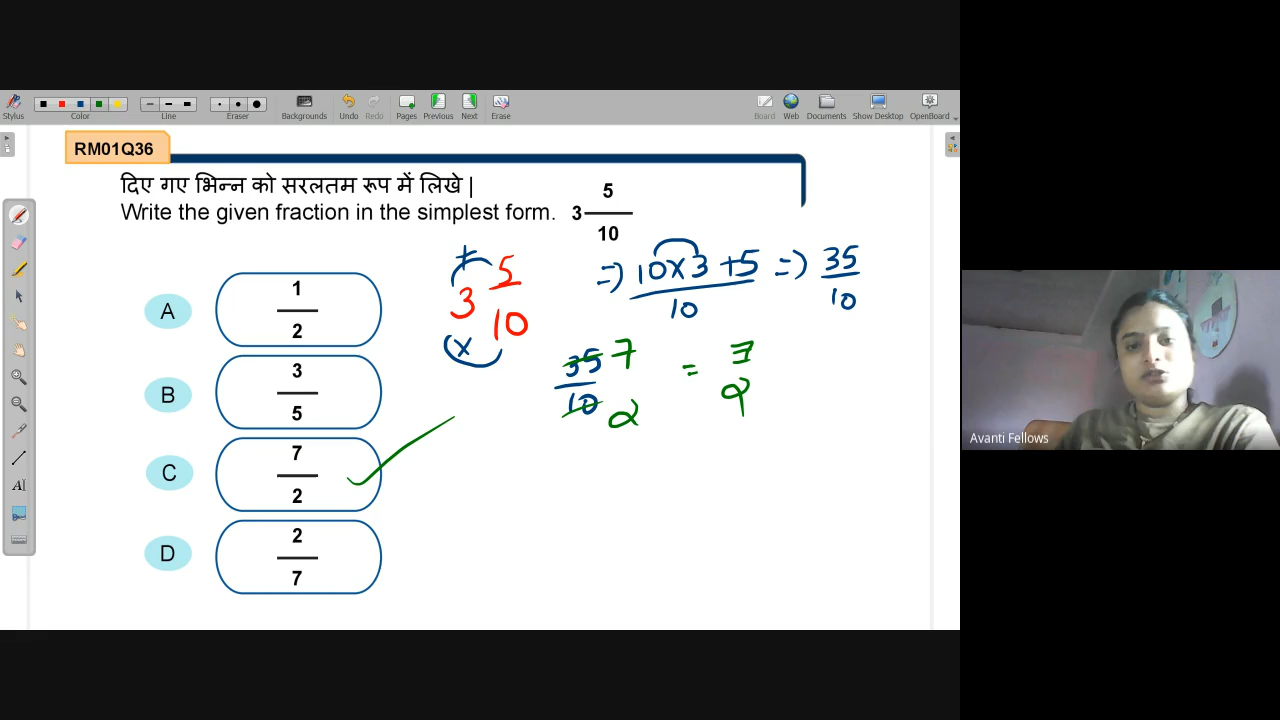 Stylus
Color
Line
Eraser
Backgrounds
Undo
Redo
Pages
Previous
Next
Erase
Board
Web
Documents
Show Desktop
OpenBoard
RM01Q36
दिए गए भिन्न को सरलतम रूप में लिखे |
Write the given fraction in the simplest form.
3 5/10
A
1
2
B
3
5
C
7
2
D
2
7
+
3 5/10
x
=> 10x3+5/10 => 35/10
35/10 7/2 = 7/2
Avanti Fellows
AI